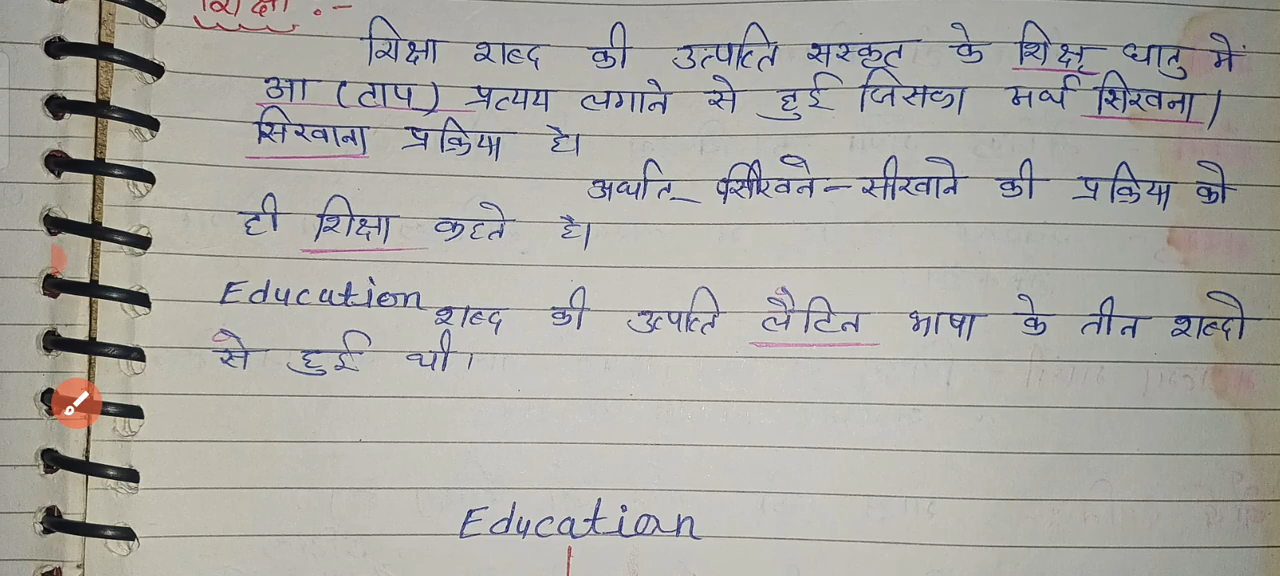 शिक्षा :-
शिक्षा शब्द की उत्पत्ति संस्कृत के शिक्ष् धातु में
आ (टाप) प्रत्यय लगाने से हुई जिसका अर्थ सिखना/
सिखाना प्रक्रिया है।
अर्थात् सीखने - सीखाने की प्रक्रिया को
ही शिक्षा कहते है।
Education शब्द की उत्पत्ति लैटिन भाषा के तीन शब्दो
से हुई थी।
Education